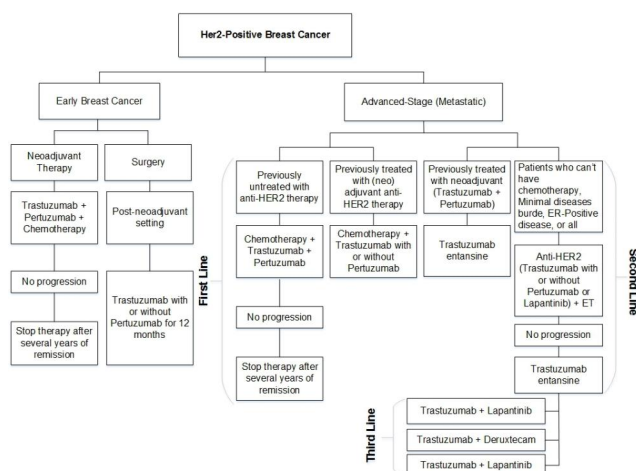 Her2-Positive Breast Cancer
Early Breast Cancer
Advanced-Stage (Metastatic)
Neoadjuvant
Therapy
Surgery
Trastuzumab +
Pertuzumab +
Chemotherapy
Post-neoadjuvant
setting
No progression
Trastuzumab with
or without
Pertuzumab for 12
months
Stop therapy after
several years of
remission
First Line
Previously
untreated with
anti-HER2 therapy
Previously treated
with (neo)
adjuvant anti-
HER2 therapy
Previously treated
with neoadjuvant
(Trastuzumab +
Pertuzumab)
Patients who can't
have
chemotherapy,
Minimal diseases
burde, ER-Positive
disease, or all
Chemotherapy +
Trastuzumab +
Pertuzumab
Chemotherapy +
Trastuzumab with
or without
Pertuzumab
Trastuzumab
entansine
Anti-HER2
(Trastuzumab with
or without
Pertuzumab or
Lapantinib) + ET
No progression
No progression
Stop therapy after
several years of
remission
Trastuzumab
entansine
Second Line
Third Line
Trastuzumab + Lapantinib
Trastuzumab + Deruxtecam
Trastuzumab + Lapantinib